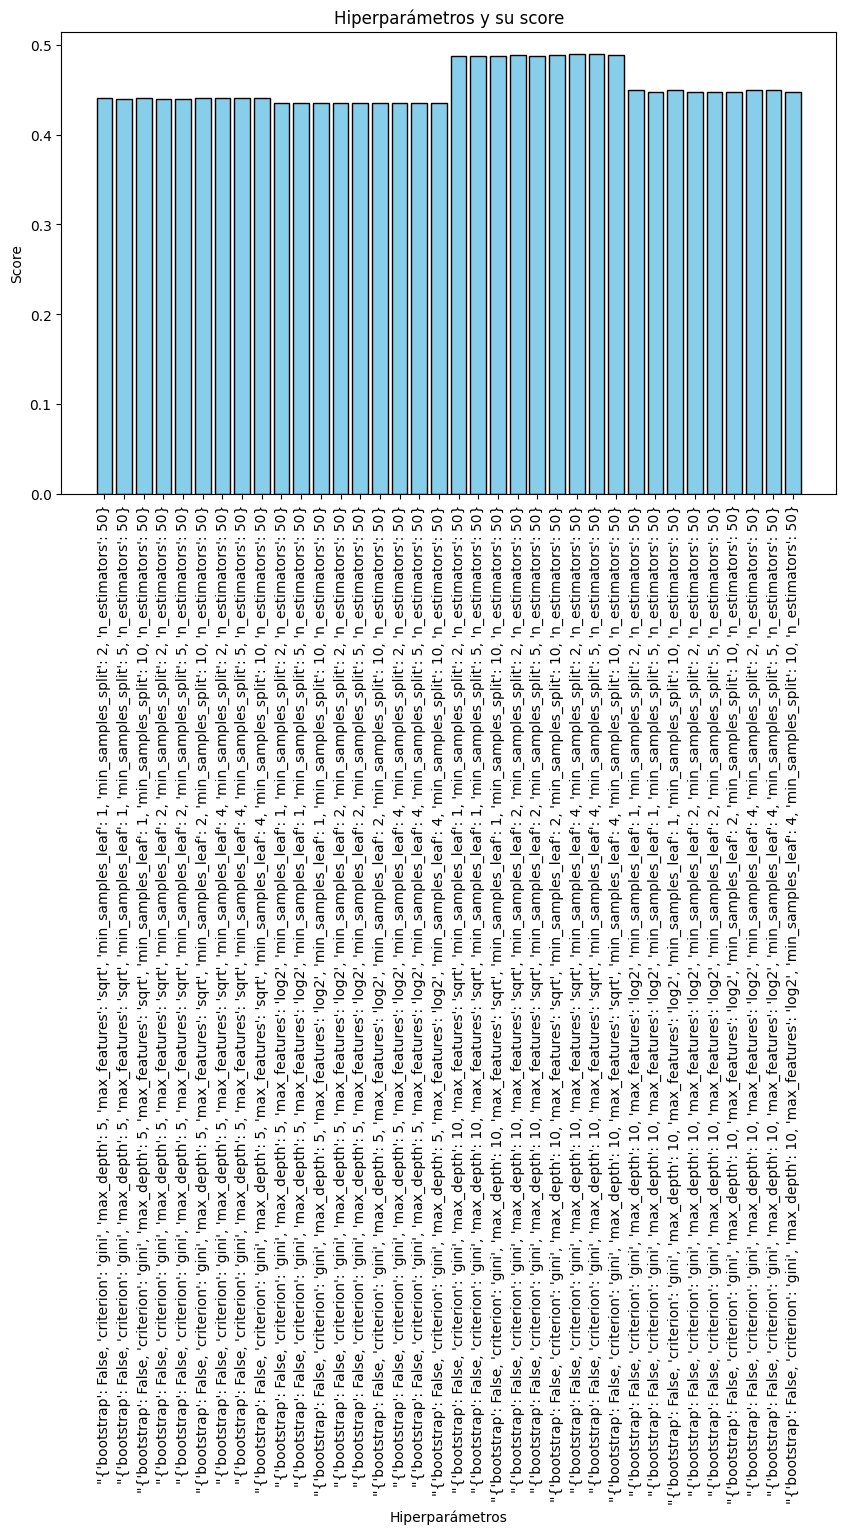 Hiperparámetros y su score
Score
0.5
0.4
0.3
0.2
0.1
0.0
"{'bootstrap': False, 'criterion': 'gini', 'max_depth': 5, 'max_features': 'sqrt', 'min_samples_leaf': 1, 'min_samples_split': 2, 'n_estimators': 50}
"{'bootstrap': False, 'criterion': 'gini', 'max_depth': 5, 'max_features': 'sqrt', 'min_samples_leaf': 1, 'min_samples_split': 5, 'n_estimators': 50}
"{'bootstrap': False, 'criterion': 'gini', 'max_depth': 5, 'max_features': 'sqrt', 'min_samples_leaf': 1, 'min_samples_split': 10, 'n_estimators': 50}
"{'bootstrap': False, 'criterion': 'gini', 'max_depth': 5, 'max_features': 'sqrt', 'min_samples_leaf': 2, 'min_samples_split': 2, 'n_estimators': 50}
"{'bootstrap': False, 'criterion': 'gini', 'max_depth': 5, 'max_features': 'sqrt', 'min_samples_leaf': 2, 'min_samples_split': 5, 'n_estimators': 50}
"{'bootstrap': False, 'criterion': 'gini', 'max_depth': 5, 'max_features': 'sqrt', 'min_samples_leaf': 2, 'min_samples_split': 10, 'n_estimators': 50}
"{'bootstrap': False, 'criterion': 'gini', 'max_depth': 5, 'max_features': 'sqrt', 'min_samples_leaf': 4, 'min_samples_split': 2, 'n_estimators': 50}
"{'bootstrap': False, 'criterion': 'gini', 'max_depth': 5, 'max_features': 'sqrt', 'min_samples_leaf': 4, 'min_samples_split': 5, 'n_estimators': 50}
"{'bootstrap': False, 'criterion': 'gini', 'max_depth': 5, 'max_features': 'sqrt', 'min_samples_leaf': 4, 'min_samples_split': 10, 'n_estimators': 50}
"{'bootstrap': False, 'criterion': 'gini', 'max_depth': 5, 'max_features': 'log2', 'min_samples_leaf': 1, 'min_samples_split': 2, 'n_estimators': 50}
"{'bootstrap': False, 'criterion': 'gini', 'max_depth': 5, 'max_features': 'log2', 'min_samples_leaf': 1, 'min_samples_split': 5, 'n_estimators': 50}
"{'bootstrap': False, 'criterion': 'gini', 'max_depth': 5, 'max_features': 'log2', 'min_samples_leaf': 1, 'min_samples_split': 10, 'n_estimators': 50}
"{'bootstrap': False, 'criterion': 'gini', 'max_depth': 5, 'max_features': 'log2', 'min_samples_leaf': 2, 'min_samples_split': 2, 'n_estimators': 50}
"{'bootstrap': False, 'criterion': 'gini', 'max_depth': 5, 'max_features': 'log2', 'min_samples_leaf': 2, 'min_samples_split': 5, 'n_estimators': 50}
"{'bootstrap': False, 'criterion': 'gini', 'max_depth': 5, 'max_features': 'log2', 'min_samples_leaf': 2, 'min_samples_split': 10, 'n_estimators': 50}
"{'bootstrap': False, 'criterion': 'gini', 'max_depth': 5, 'max_features': 'log2', 'min_samples_leaf': 4, 'min_samples_split': 2, 'n_estimators': 50}
"{'bootstrap': False, 'criterion': 'gini', 'max_depth': 5, 'max_features': 'log2', 'min_samples_leaf': 4, 'min_samples_split': 5, 'n_estimators': 50}
"{'bootstrap': False, 'criterion': 'gini', 'max_depth': 5, 'max_features': 'log2', 'min_samples_leaf': 4, 'min_samples_split': 10, 'n_estimators': 50}
"{'bootstrap': False, 'criterion': 'gini', 'max_depth': 10, 'max_features': 'sqrt', 'min_samples_leaf': 1, 'min_samples_split': 2, 'n_estimators': 50}
"{'bootstrap': False, 'criterion': 'gini', 'max_depth': 10, 'max_features': 'sqrt', 'min_samples_leaf': 1, 'min_samples_split': 5, 'n_estimators': 50}
"{'bootstrap': False, 'criterion': 'gini', 'max_depth': 10, 'max_features': 'sqrt', 'min_samples_leaf': 1, 'min_samples_split': 10, 'n_estimators': 50}
"{'bootstrap': False, 'criterion': 'gini', 'max_depth': 10, 'max_features': 'sqrt', 'min_samples_leaf': 2, 'min_samples_split': 2, 'n_estimators': 50}
"{'bootstrap': False, 'criterion': 'gini', 'max_depth': 10, 'max_features': 'sqrt', 'min_samples_leaf': 2, 'min_samples_split': 5, 'n_estimators': 50}
"{'bootstrap': False, 'criterion': 'gini', 'max_depth': 10, 'max_features': 'sqrt', 'min_samples_leaf': 2, 'min_samples_split': 10, 'n_estimators': 50}
"{'bootstrap': False, 'criterion': 'gini', 'max_depth': 10, 'max_features': 'sqrt', 'min_samples_leaf': 4, 'min_samples_split': 2, 'n_estimators': 50}
"{'bootstrap': False, 'criterion': 'gini', 'max_depth': 10, 'max_features': 'sqrt', 'min_samples_leaf': 4, 'min_samples_split': 5, 'n_estimators': 50}
"{'bootstrap': False, 'criterion': 'gini', 'max_depth': 10, 'max_features': 'sqrt', 'min_samples_leaf': 4, 'min_samples_split': 10, 'n_estimators': 50}
"{'bootstrap': False, 'criterion': 'gini', 'max_depth': 10, 'max_features': 'log2', 'min_samples_leaf': 1, 'min_samples_split': 2, 'n_estimators': 50}
"{'bootstrap': False, 'criterion': 'gini', 'max_depth': 10, 'max_features': 'log2', 'min_samples_leaf': 1, 'min_samples_split': 5, 'n_estimators': 50}
"{'bootstrap': False, 'criterion': 'gini', 'max_depth': 10, 'max_features': 'log2', 'min_samples_leaf': 1, 'min_samples_split': 10, 'n_estimators': 50}
"{'bootstrap': False, 'criterion': 'gini', 'max_depth': 10, 'max_features': 'log2', 'min_samples_leaf': 2, 'min_samples_split': 2, 'n_estimators': 50}
"{'bootstrap': False, 'criterion': 'gini', 'max_depth': 10, 'max_features': 'log2', 'min_samples_leaf': 2, 'min_samples_split': 5, 'n_estimators': 50}
"{'bootstrap': False, 'criterion': 'gini', 'max_depth': 10, 'max_features': 'log2', 'min_samples_leaf': 2, 'min_samples_split': 10, 'n_estimators': 50}
"{'bootstrap': False, 'criterion': 'gini', 'max_depth': 10, 'max_features': 'log2', 'min_samples_leaf': 4, 'min_samples_split': 2, 'n_estimators': 50}
"{'bootstrap': False, 'criterion': 'gini', 'max_depth': 10, 'max_features': 'log2', 'min_samples_leaf': 4, 'min_samples_split': 5, 'n_estimators': 50}
"{'bootstrap': False, 'criterion': 'gini', 'max_depth': 10, 'max_features': 'log2', 'min_samples_leaf': 4, 'min_samples_split': 10, 'n_estimators': 50}
Hiperparámetros